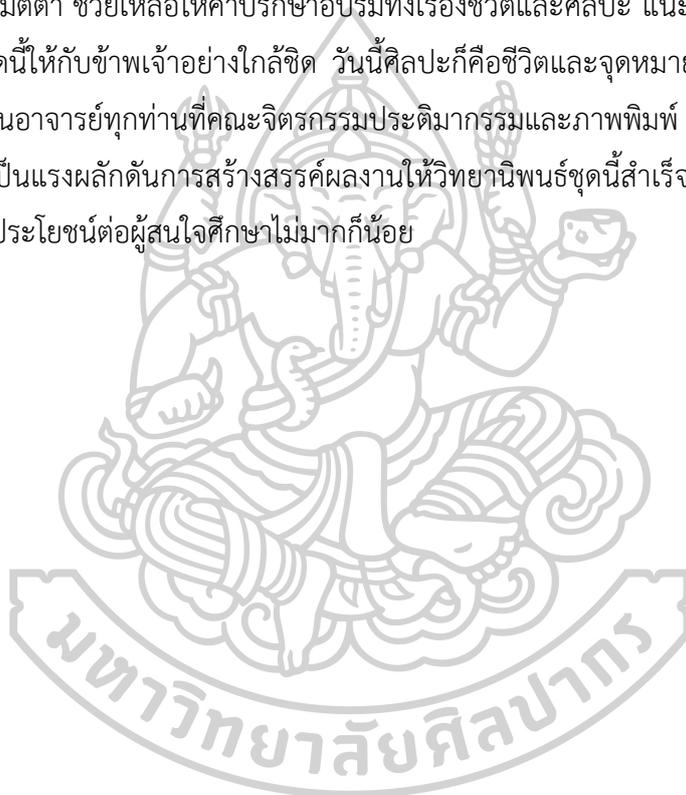 มตตา ช่วยเหลือให้คำปรึกษาอบรมทั้งเรื่องชีวิตและศิลปะ แนะ
ดนี้ให้กับข้าพเจ้าอย่างใกล้ชิด วันนี้ศิลปะก็คือชีวิตและจุดหมาย
นอาจารย์ทุกท่านที่คณะจิตรกรรมประติมากรรมและภาพพิมพ์
ป็นแรงผลักดันการสร้างสรรค์ผลงานให้วิทยานิพนธ์ชุดนี้สำเร็จ
ประโยชน์ต่อผู้สนใจศึกษาไม่มากก็น้อย
มหาวิทยาลัยศิลปากร